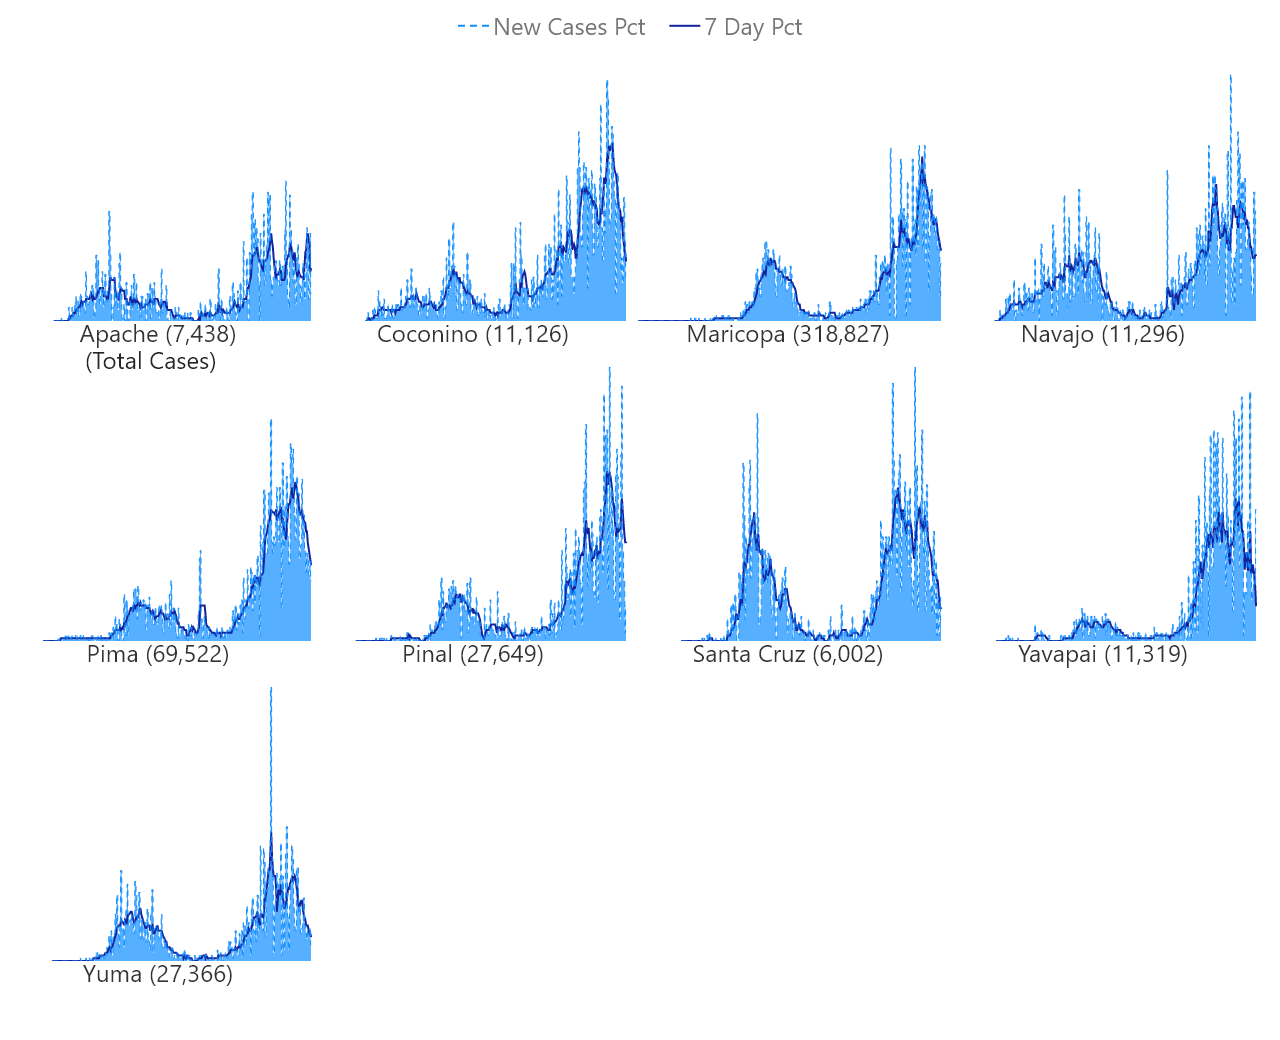 New Cases Pct 7 Day Pct
Apache (7,438)
(Total Cases)
Coconino (11,126)
Maricopa (318,827)
Navajo (11,296)
Pima (69,522)
Pinal (27,649)
Santa Cruz (6,002)
Yavapai (11,319)
Yuma (27,366)